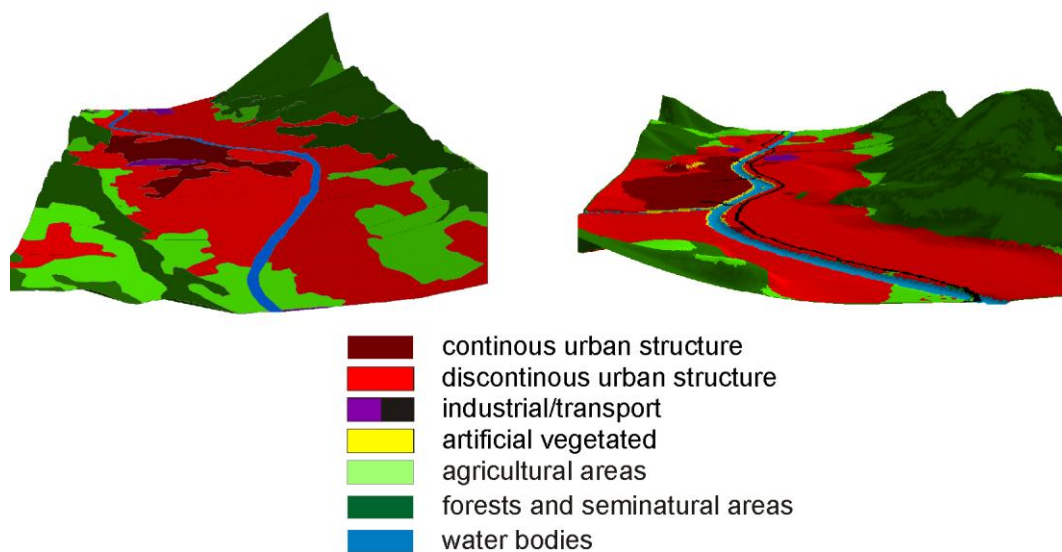 continous urban structure
discontinous urban structure
industrial/transport
artificial vegetated
agricultural areas
forests and seminatural areas
water bodies